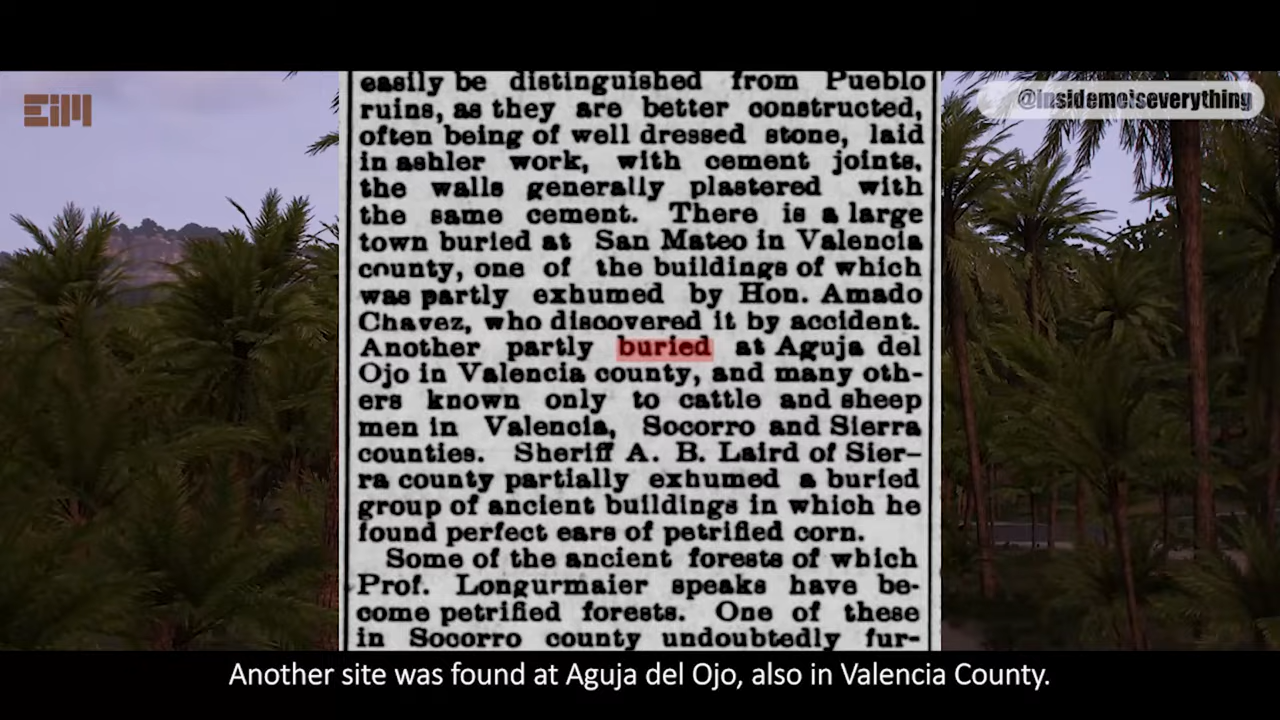 EiM
@insidemeiseverything
easily be distinguished from Pueblo
ruins, as they are better constructed,
often being of well dressed stone, laid
in ashler work, with cement joints,
the walls generally plastered with
the same cement. There is a large
town buried at San Mateo in Valencia
county, one of the buildings of which
was partly exhumed by Hon. Amado
Chavez, who discovered it by accident.
Another partly buried at Aguja del
Ojo in Valencia county, and many oth-
ers known only to cattle and sheep
men in Valencia, Socorro and Sierra
counties. Sheriff A. B. Laird of Sier-
ra county partially exhumed a buried
group of ancient buildings in which he
found perfect ears of petrified corn.
Some of the ancient forests of which
Prof. Longurmaier speaks have be-
come petrified forests. One of these
in Socorro county undoubtedly fur-
Another site was found at Aguja del Ojo, also in Valencia County.